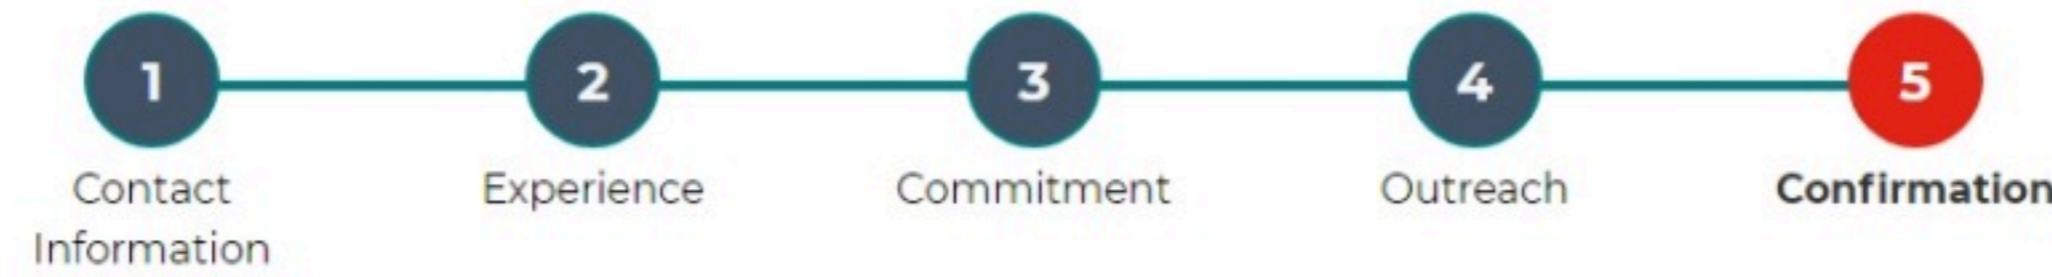 1 2 3 4 5
Contact Experience Commitment Outreach Confirmation
Information